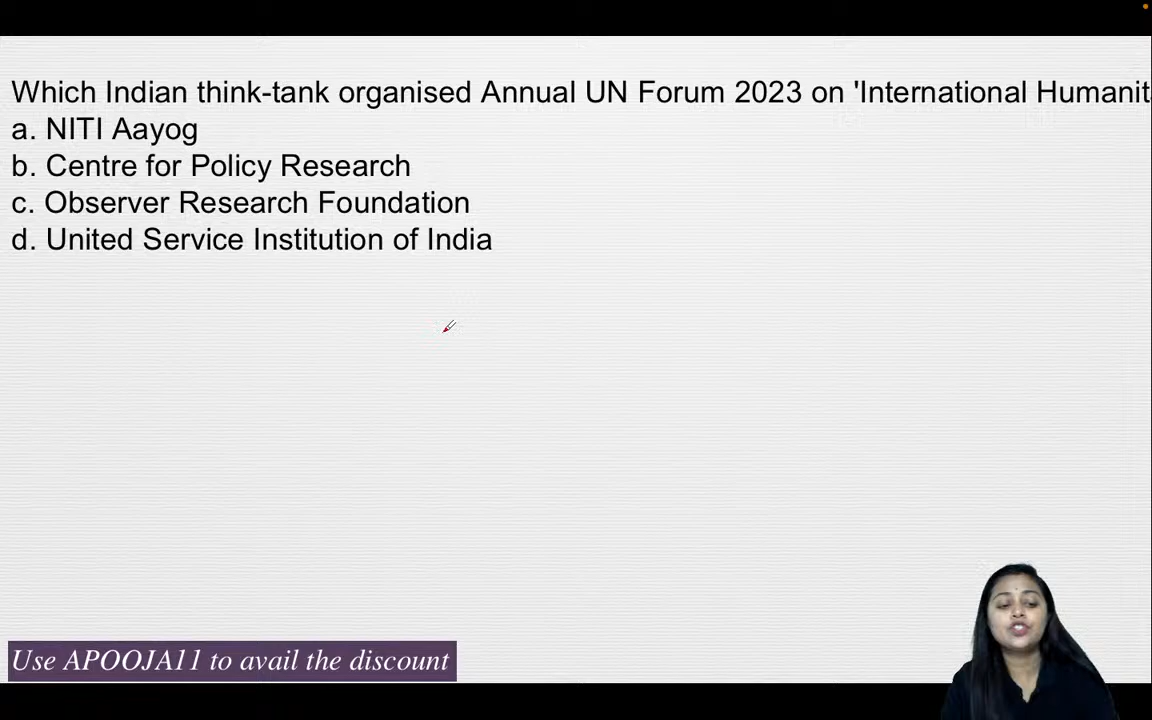 Which Indian think-tank organised Annual UN Forum 2023 on 'International Humanit
a. NITI Aayog
b. Centre for Policy Research
c. Observer Research Foundation
d. United Service Institution of India
Use APOOJA11 to avail the discount